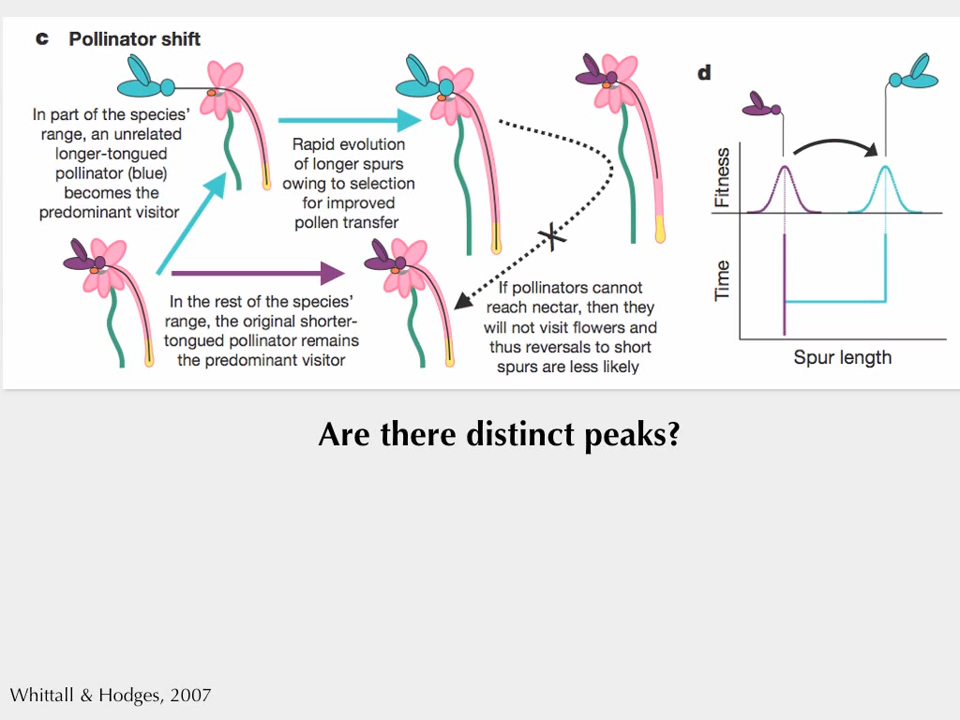 c Pollinator shift
In part of the species'
range, an unrelated
longer-tongued
pollinator (blue)
becomes the
predominant visitor
Rapid evolution
of longer spurs
owing to selection
for improved
pollen transfer
In the rest of the species'
range, the original shorter-
tongued pollinator remains
the predominant visitor
If pollinators cannot
reach nectar, then they
will not visit flowers and
thus reversals to short
spurs are less likely
d
Fitness
Time
Spur length
Are there distinct peaks?
Whittall & Hodges, 2007